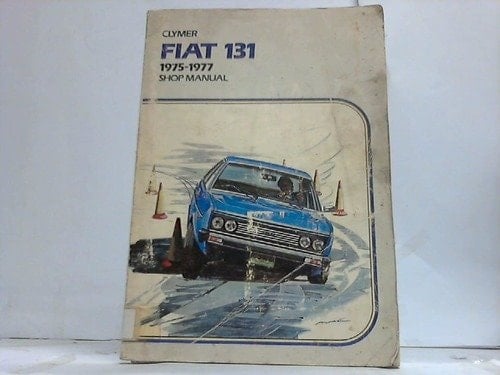 CLYMER
FIAT 131
1975-1977
SHOP MANUAL